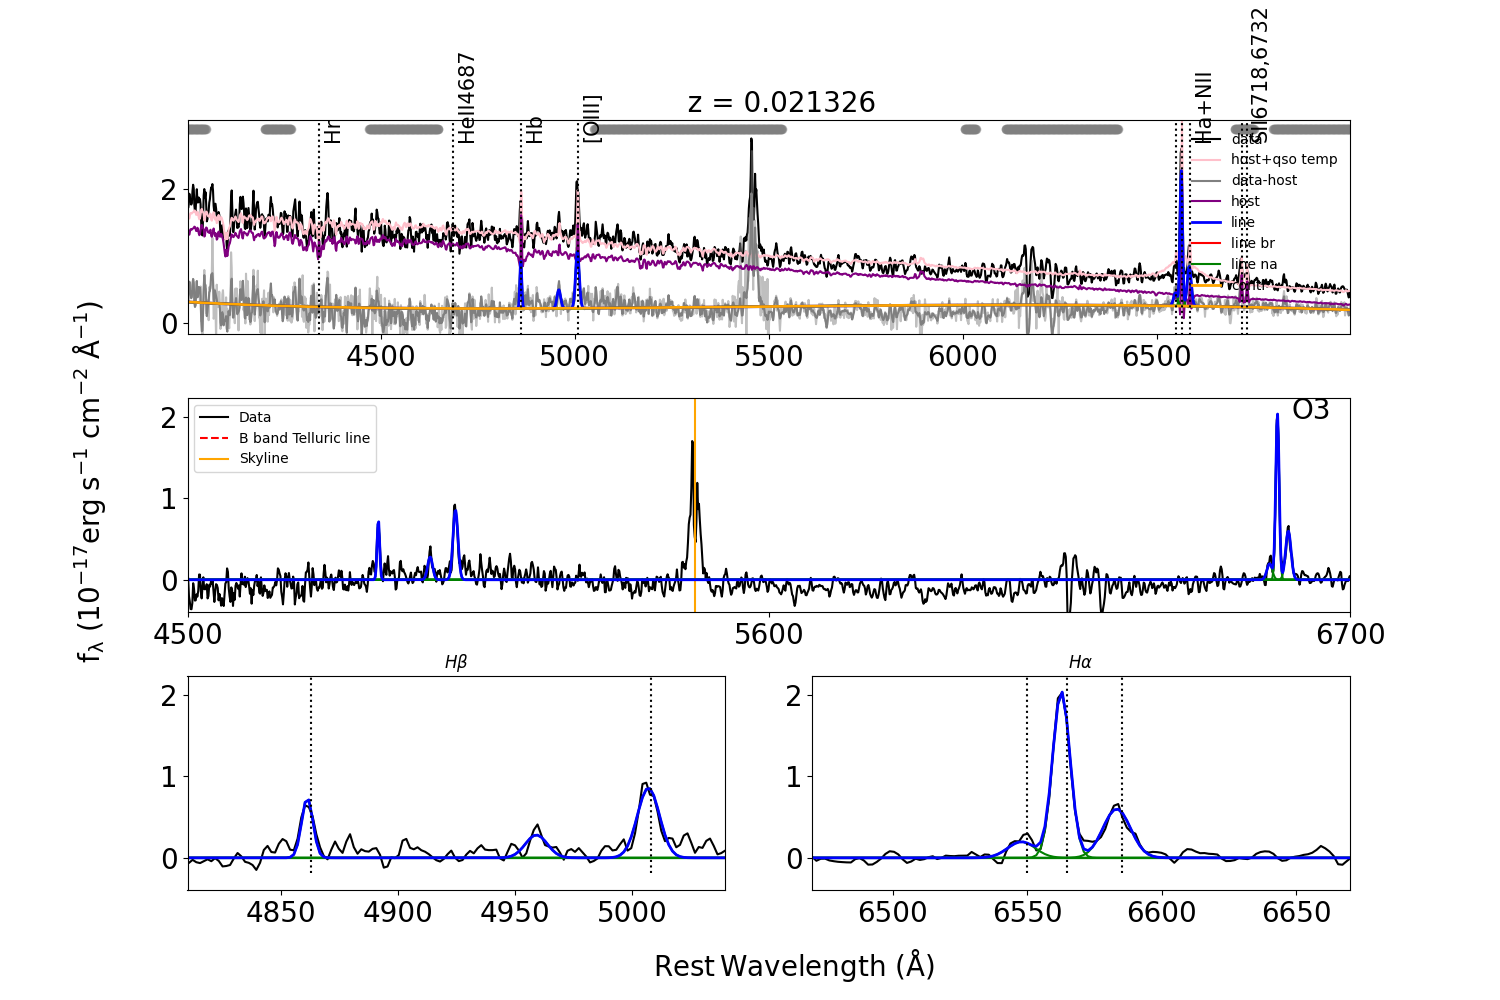 z = 0.021326
Hr
HeII4687
Hb
[OIII]
Ha+NII
SII6718,6732
data
host+qso temp
data-host
host
line
line br
line na
conti
2
0
4500
5000
5500
6000
6500
fλ (10⁻¹⁷erg s⁻¹ cm⁻² Å⁻¹)
Data
B band Telluric line
Skyline
O3
2
1
0
4500
5600
6700
Hβ
2
1
0
4850
4900
4950
5000
Hα
2
1
0
6500
6550
6600
6650
Rest Wavelength (Å)